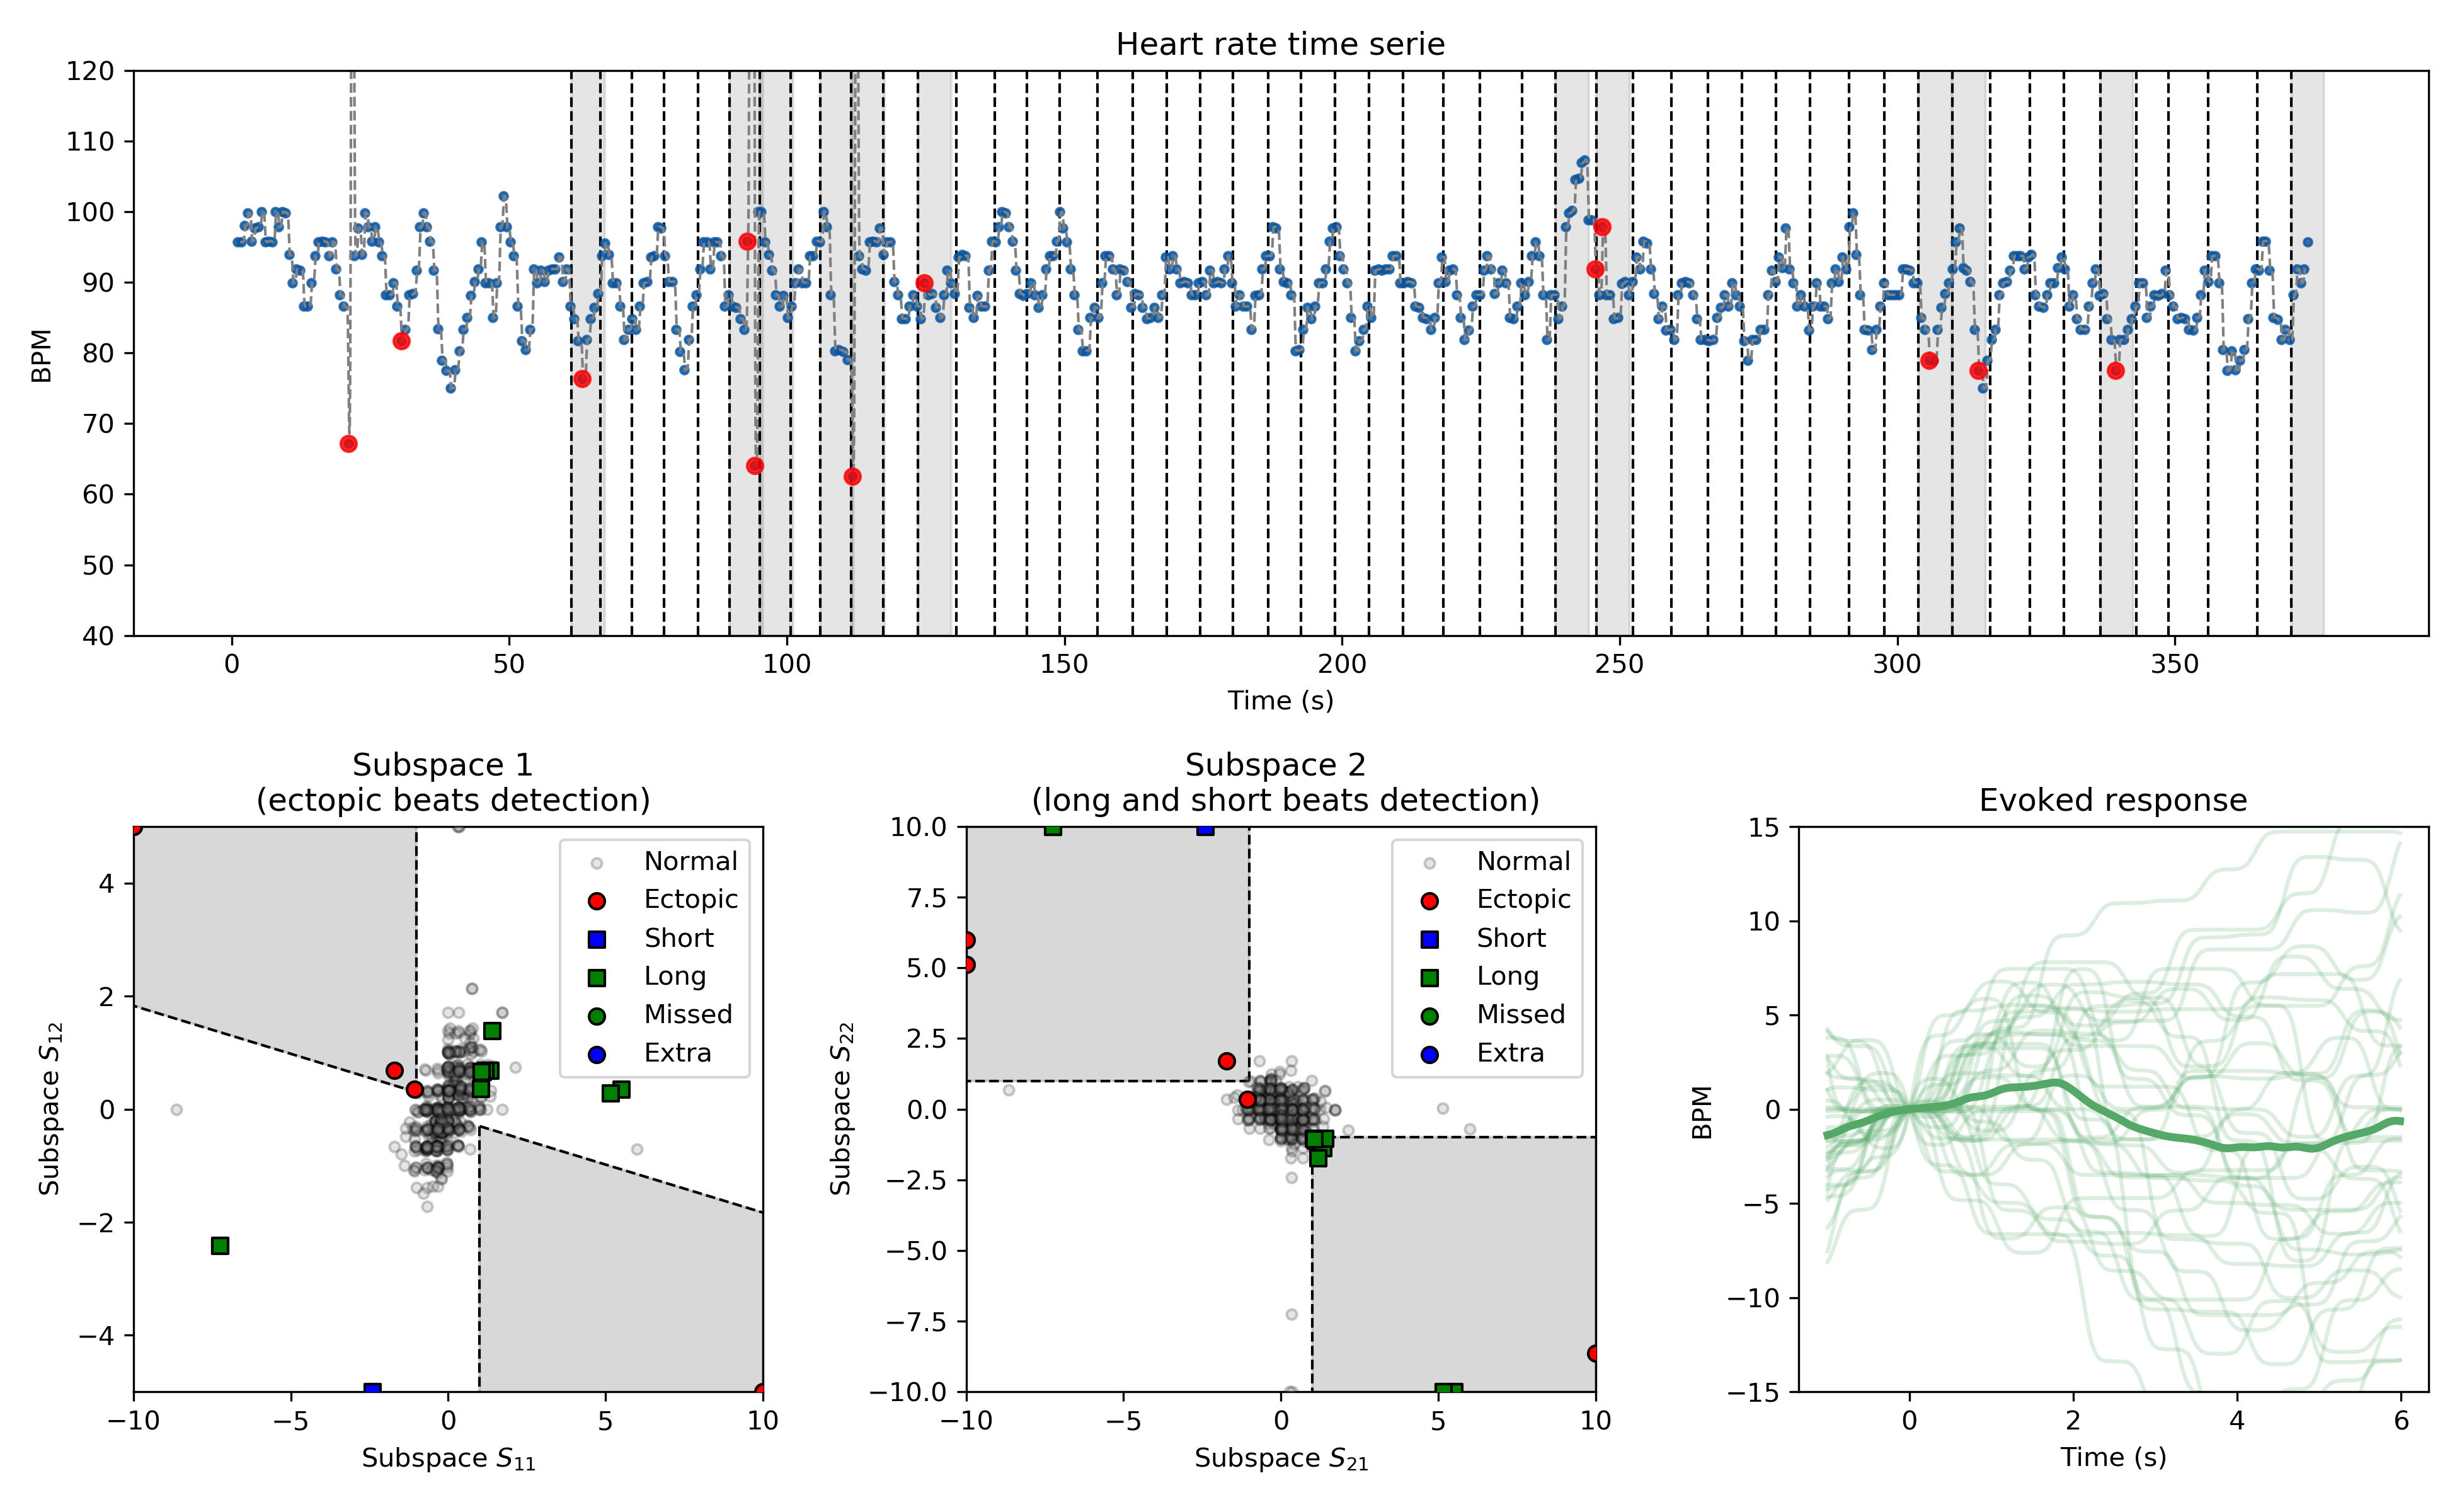 Heart rate time serie
120
110
100
90
80
70
60
50
40
BPM
0 50 100 150 200 250 300 350
Time (s)
Subspace 1
(ectopic beats detection)
4
2
0
−2
−4
Subspace S12
Normal
Ectopic
Short
Long
Missed
Extra
−10 −5 0 5 10
Subspace S11
Subspace 2
(long and short beats detection)
10.0
7.5
5.0
2.5
0.0
−2.5
−5.0
−7.5
−10.0
Subspace S22
Normal
Ectopic
Short
Long
Missed
Extra
−10 −5 0 5 10
Subspace S21
Evoked response
15
10
5
0
−5
−10
−15
BPM
0 2 4 6
Time (s)